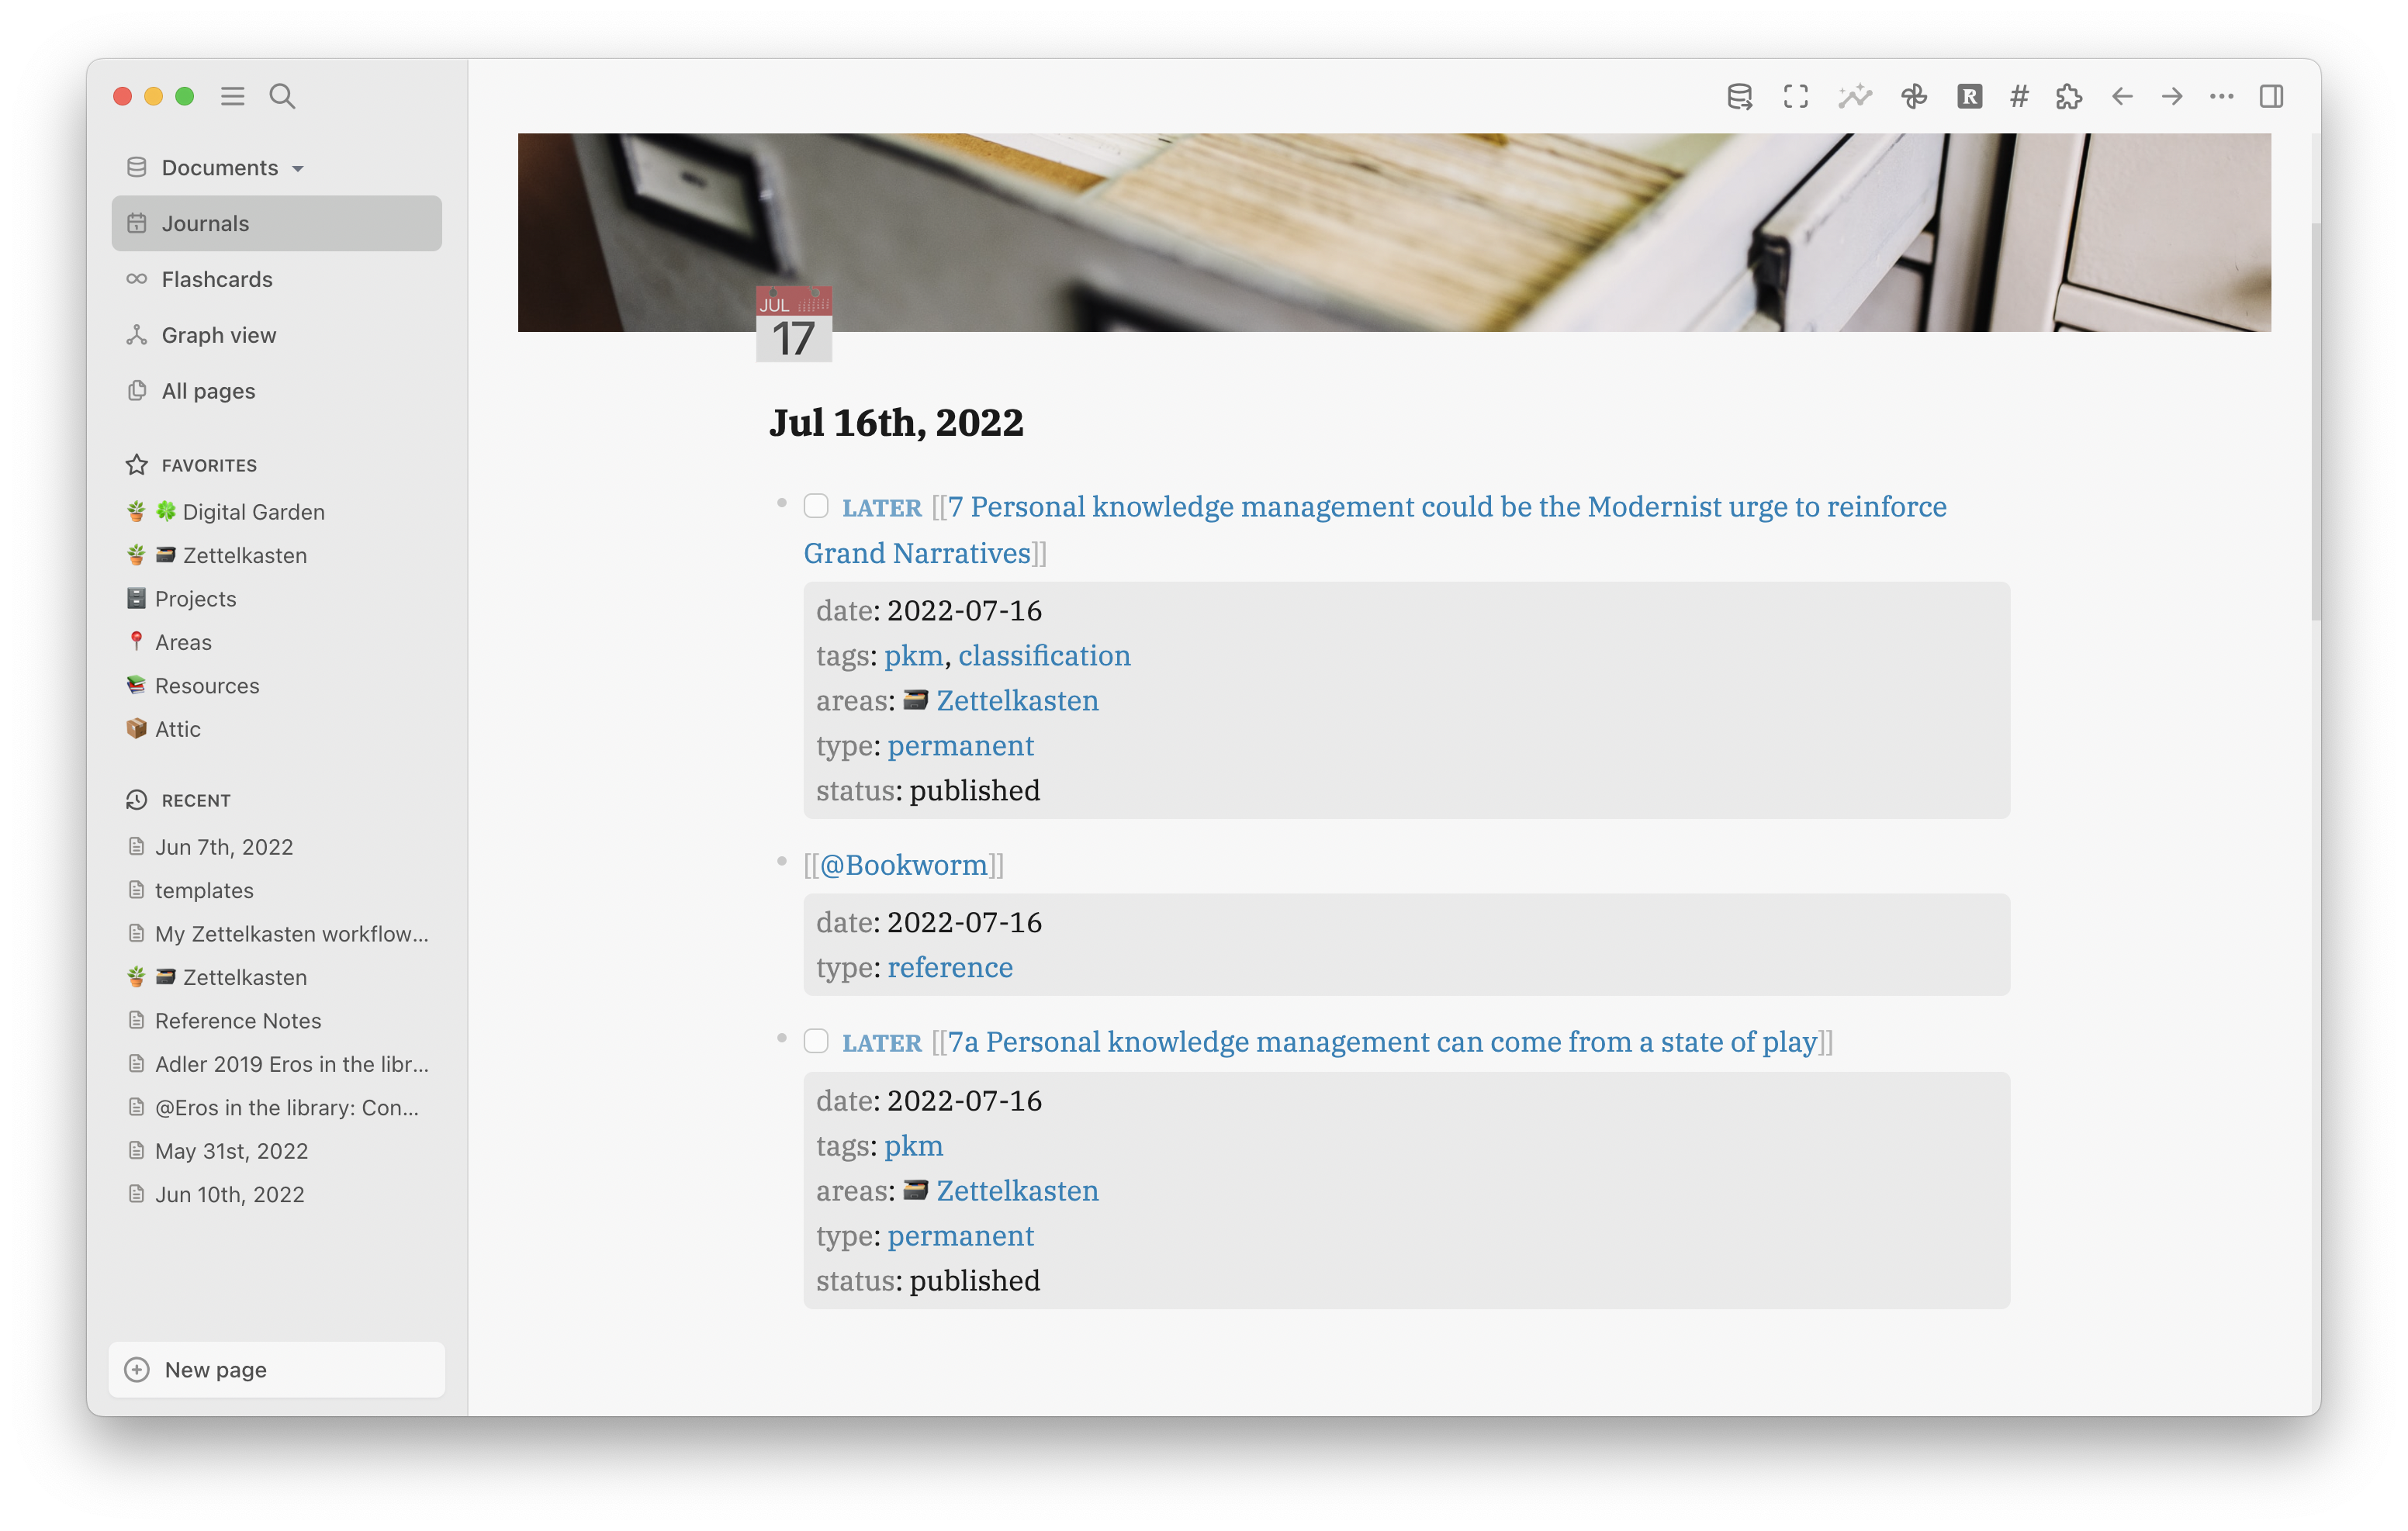 Documents
Journals
Flashcards
Graph view
All pages
FAVORITES
Digital Garden
Zettelkasten
Projects
Areas
Resources
Attic
RECENT
Jun 7th, 2022
templates
My Zettelkasten workflow...
Zettelkasten
Reference Notes
Adler 2019 Eros in the libr...
@Eros in the library: Con...
May 31st, 2022
Jun 10th, 2022
New page
R
#
JUL
17
Jul 16th, 2022
LATER [[7 Personal knowledge management could be the Modernist urge to reinforce
Grand Narratives]]
date: 2022-07-16
tags: pkm, classification
areas: Zettelkasten
type: permanent
status: published
[[@Bookworm]]
date: 2022-07-16
type: reference
LATER [[7a Personal knowledge management can come from a state of play]]
date: 2022-07-16
tags: pkm
areas: Zettelkasten
type: permanent
status: published